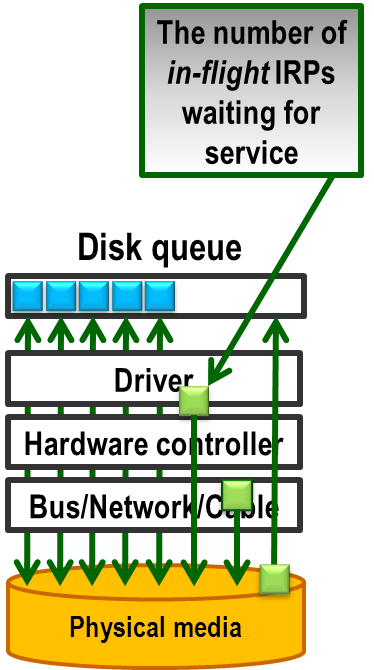 The number of
in-flight IRPs
waiting for
service
Disk queue
Driver
Hardware controller
Bus/Network/Cable
Physical media